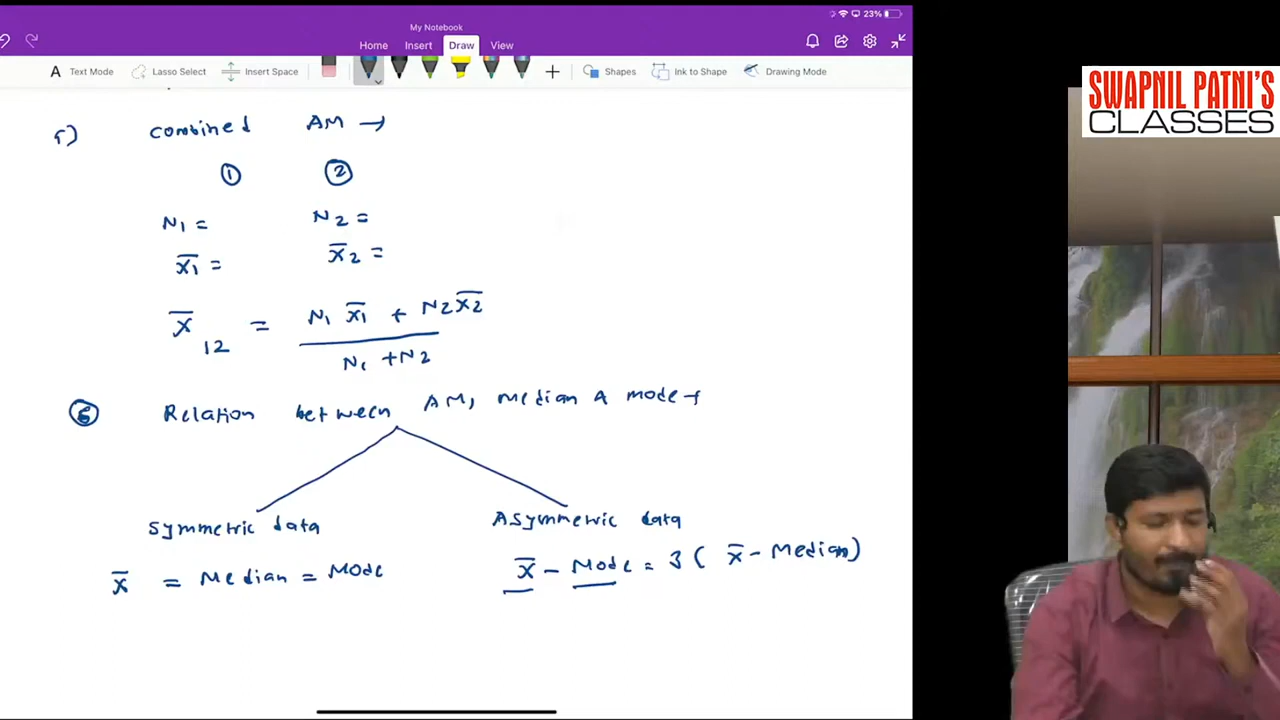 23%
My Notebook
Home Insert Draw View
A Text Mode Lasso Select Insert Space Shapes Ink to Shape Drawing Mode
SWAPNIL PATNI'S
CLASSES
5) combined AM →
① ②
N1 = N2 =
x̄1 = x̄2 =
x̄12 = N1 x̄1 + N2 x̄2
N1 + N2
⑥ Relation between AM, median & mode →
Symmetric data Asymmetric data
x̄ = Median = Mode x̄ - Mode = 3 ( x̄ - Median)